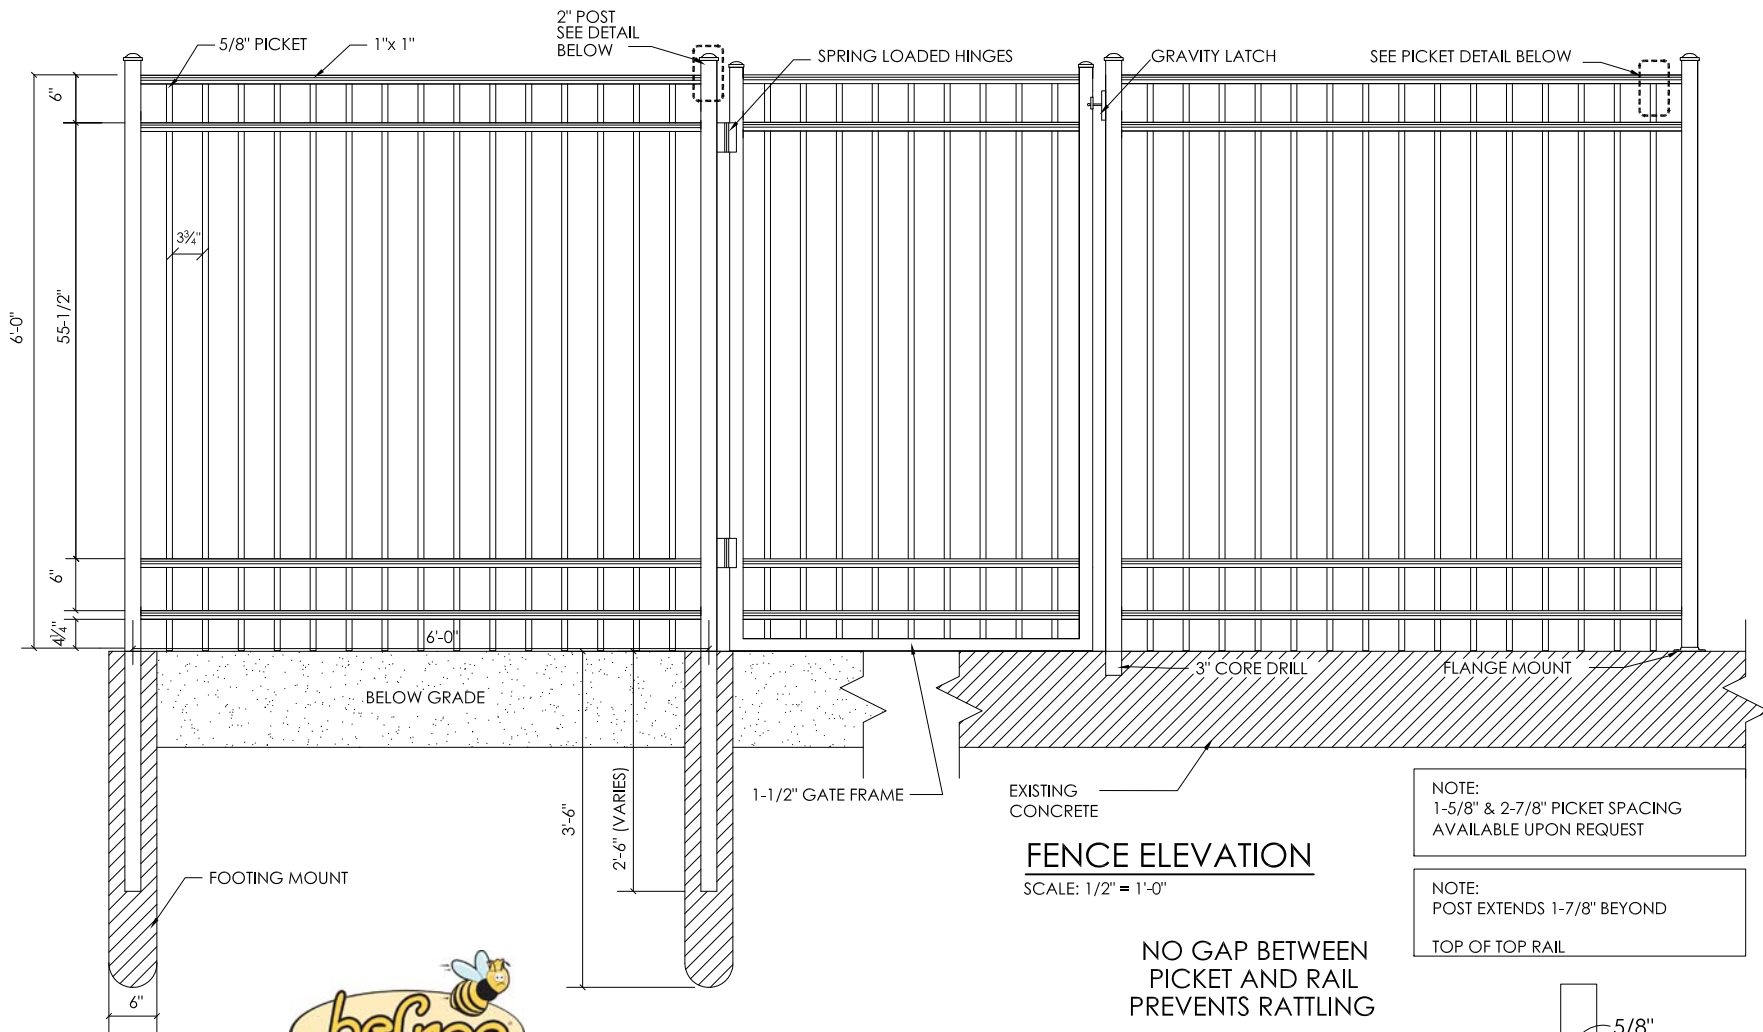 2" POST
SEE DETAIL
BELOW
5/8" PICKET
1"x 1"
SPRING LOADED HINGES
GRAVITY LATCH
SEE PICKET DETAIL BELOW
6"
3¾"
55-1/2"
6'-0"
6"
4¼"
6'-0"
3" CORE DRILL
FLANGE MOUNT
BELOW GRADE
2'-6" (VARIES)
3'-6"
1-1/2" GATE FRAME
EXISTING
CONCRETE
NOTE:
1-5/8" & 2-7/8" PICKET SPACING
AVAILABLE UPON REQUEST
FENCE ELEVATION
SCALE: 1/2" = 1'-0"
FOOTING MOUNT
NOTE:
POST EXTENDS 1-7/8" BEYOND
TOP OF TOP RAIL
NO GAP BETWEEN
PICKET AND RAIL
PREVENTS RATTLING
6"
5/8"